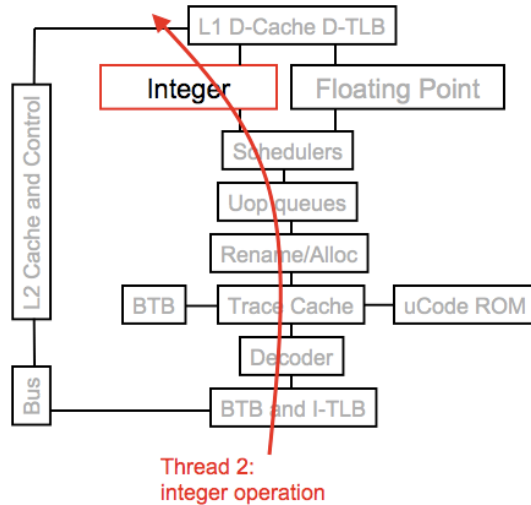 L1 D-Cache D-TLB
Integer
Floating Point
L2 Cache and Control
Schedulers
Uop queues
Rename/Alloc
BTB
Trace Cache
uCode ROM
Decoder
Bus
BTB and I-TLB
Thread 2:
integer operation